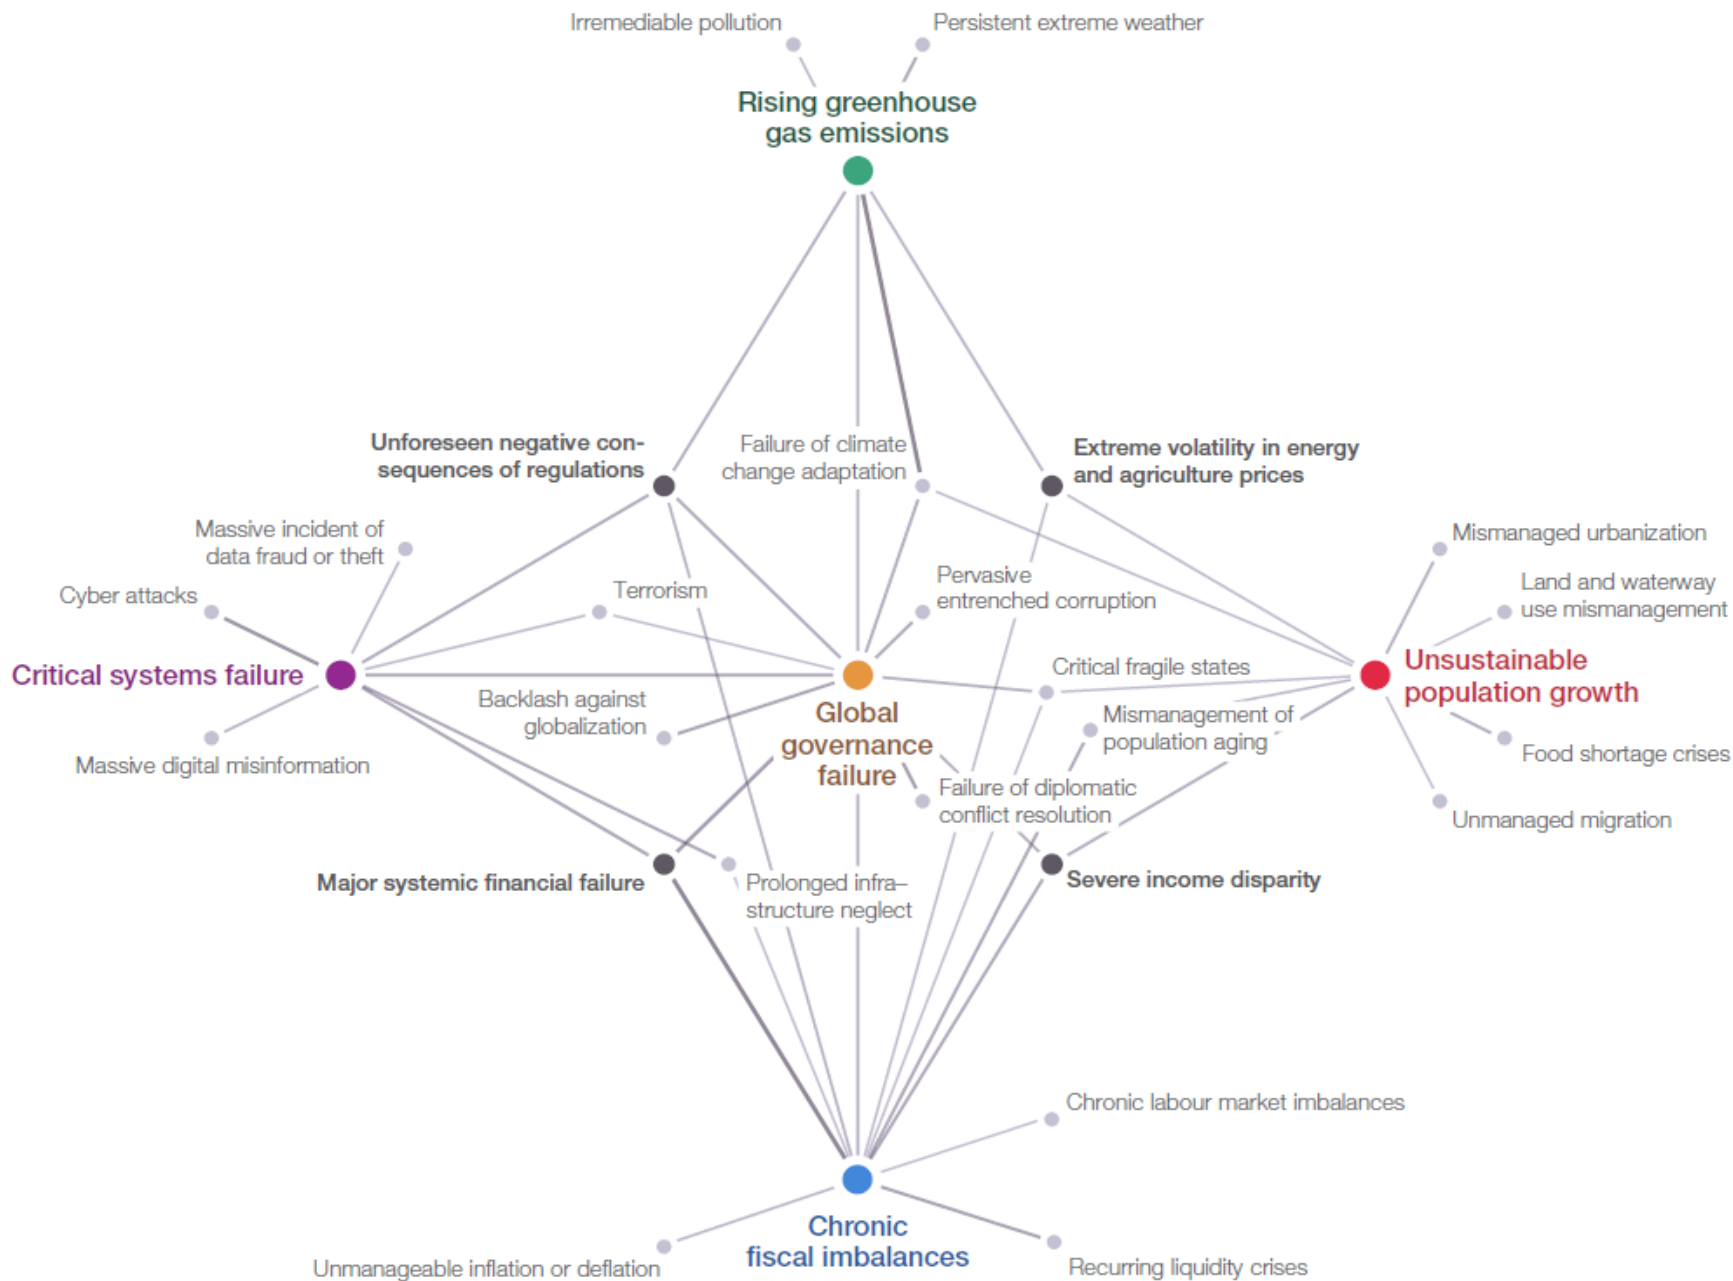 Irremediable pollution
Persistent extreme weather
Rising greenhouse
gas emissions
Unforeseen negative con-
sequences of regulations
Failure of climate
change adaptation
Extreme volatility in energy
and agriculture prices
Massive incident of
data fraud or theft
Mismanaged urbanization
Cyber attacks
Terrorism
Pervasive
entrenched corruption
Land and waterway
use mismanagement
Critical systems failure
Critical fragile states
Unsustainable
population growth
Backlash against
globalization
Global
governance
failure
Mismanagement of
population aging
Massive digital misinformation
Food shortage crises
Failure of diplomatic
conflict resolution
Unmanaged migration
Major systemic financial failure
Prolonged infra–
structure neglect
Severe income disparity
Chronic labour market imbalances
Chronic
fiscal imbalances
Unmanageable inflation or deflation
Recurring liquidity crises